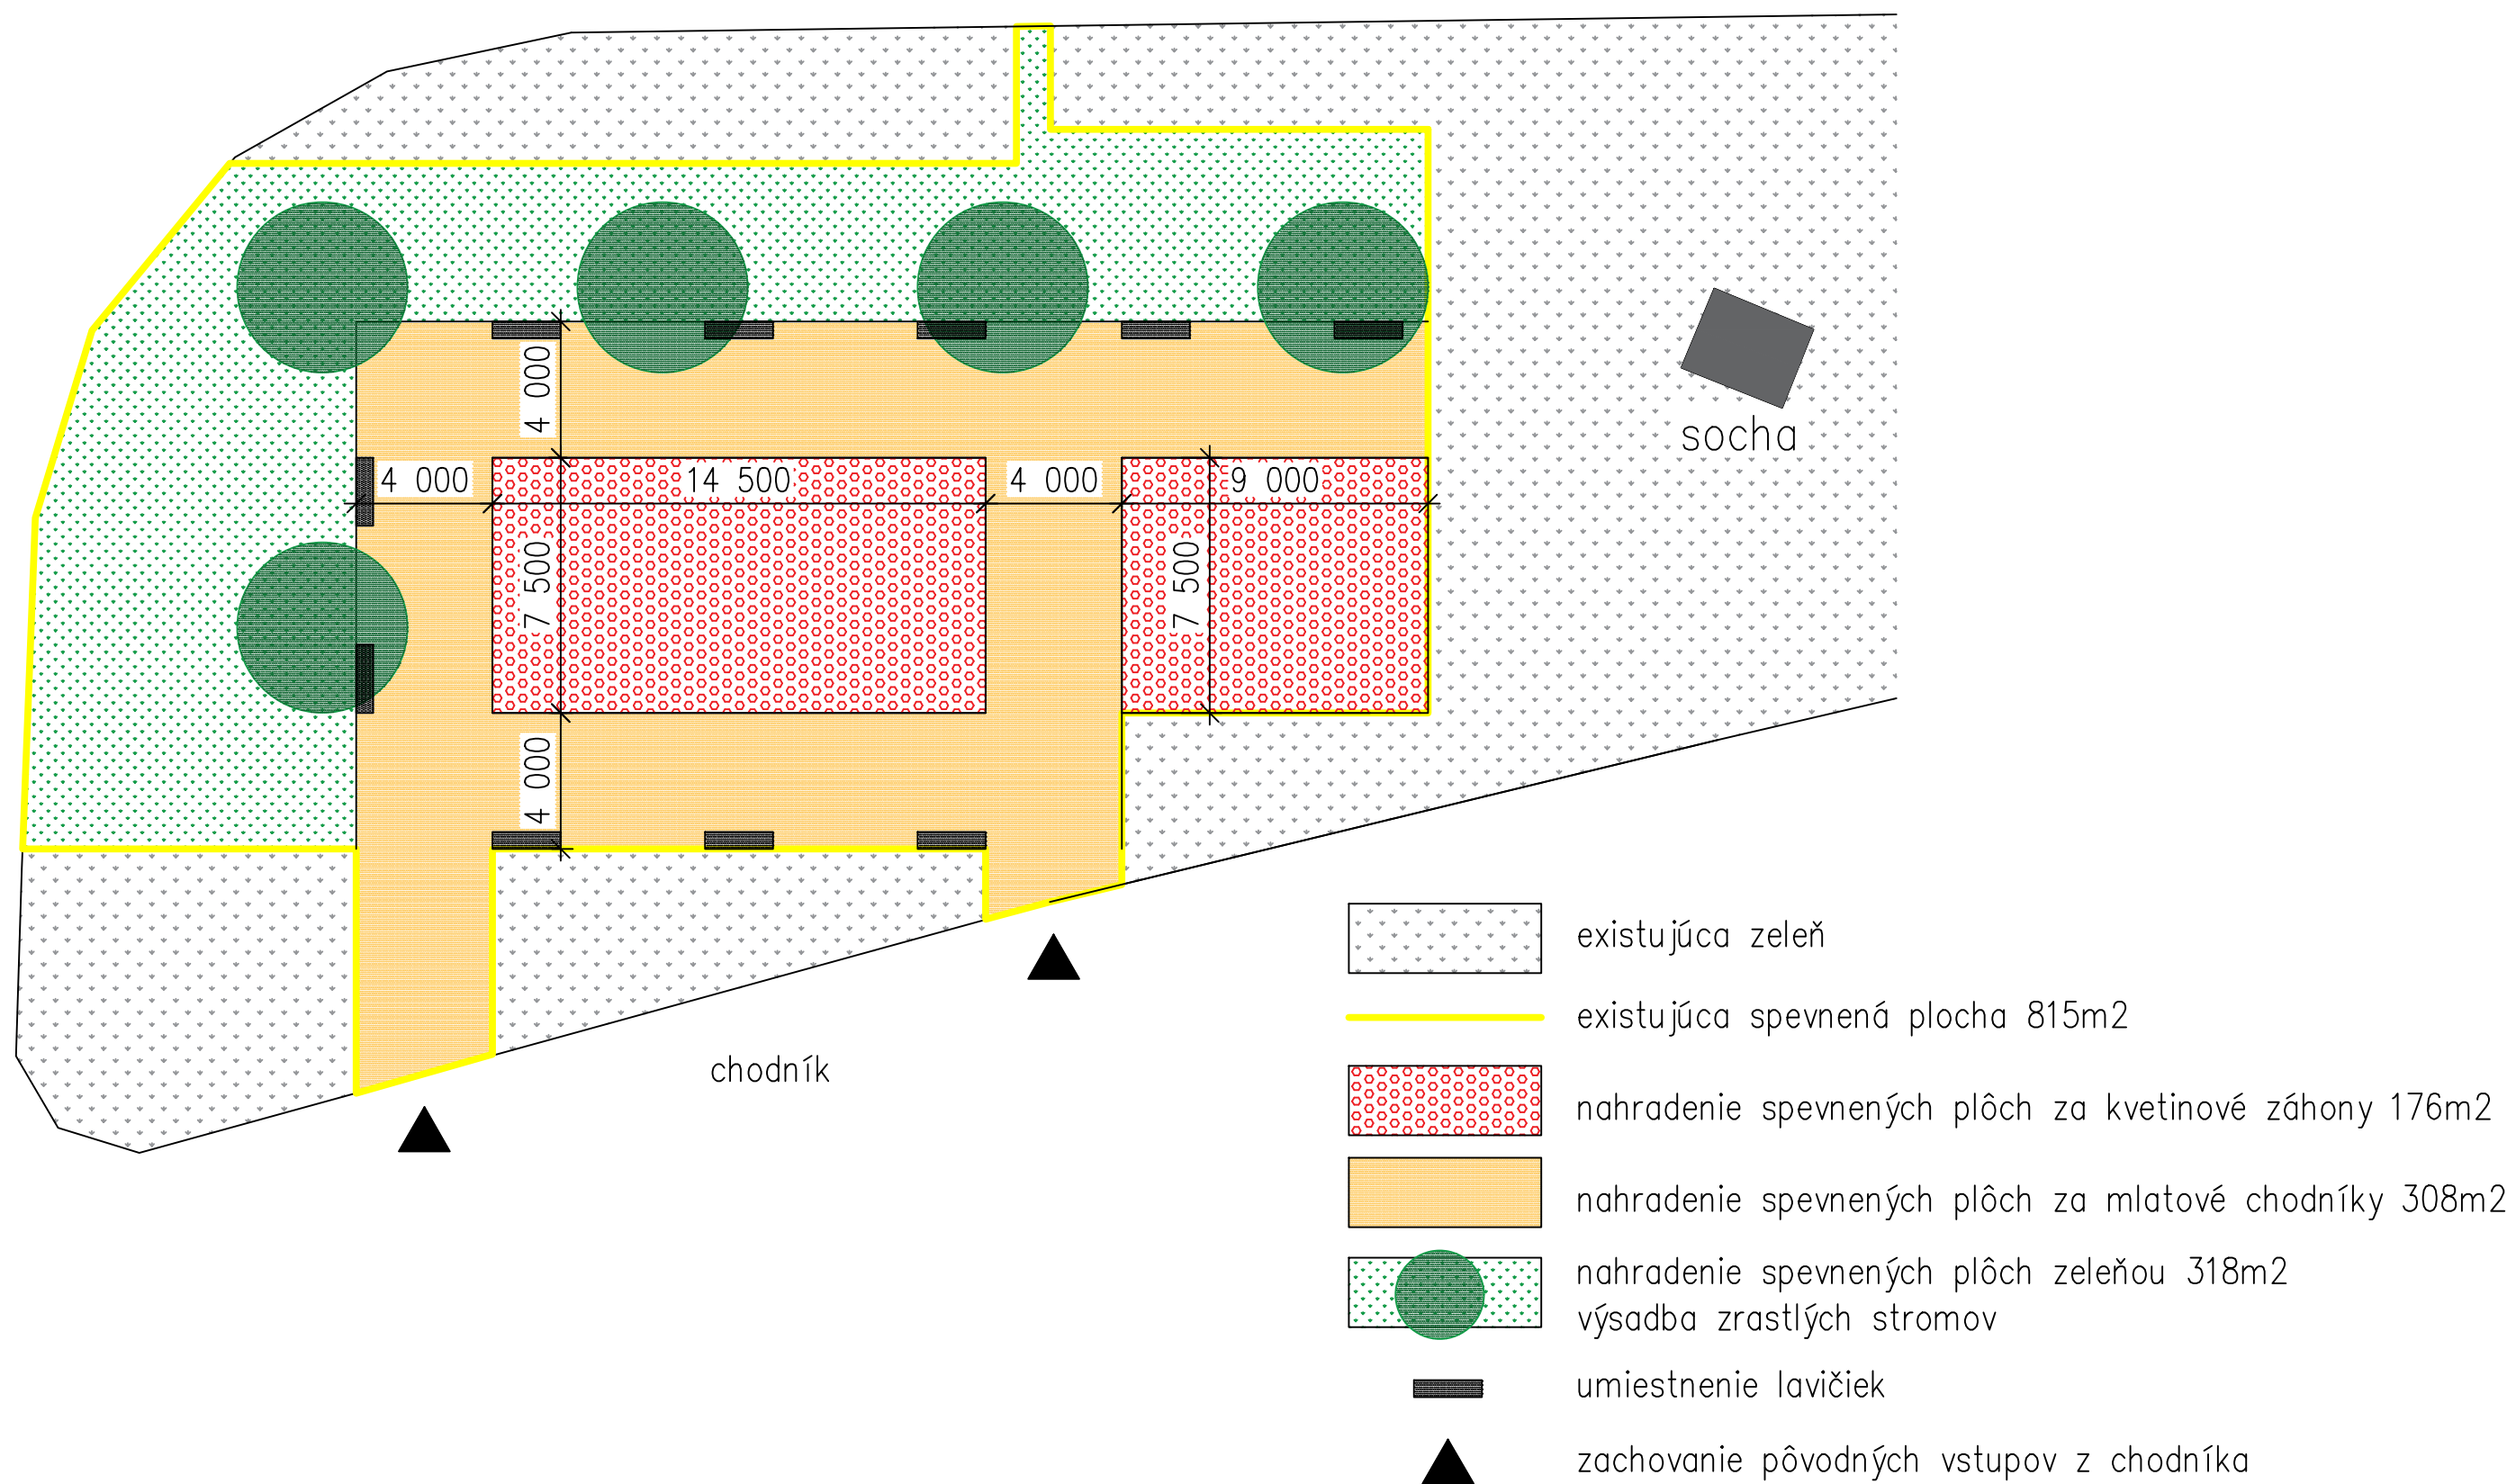 4 000
4 000
14 500
4 000
9 000
7 500
7 500
4 000
socha
chodník
existujúca zeleň
existujúca spevnená plocha 815m2
nahradenie spevnených plôch za kvetinové záhony 176m2
nahradenie spevnených plôch za mlatové chodníky 308m2
nahradenie spevnených plôch zeleňou 318m2
výsadba zrastlých stromov
umiestnenie lavičiek
zachovanie pôvodných vstupov z chodníka